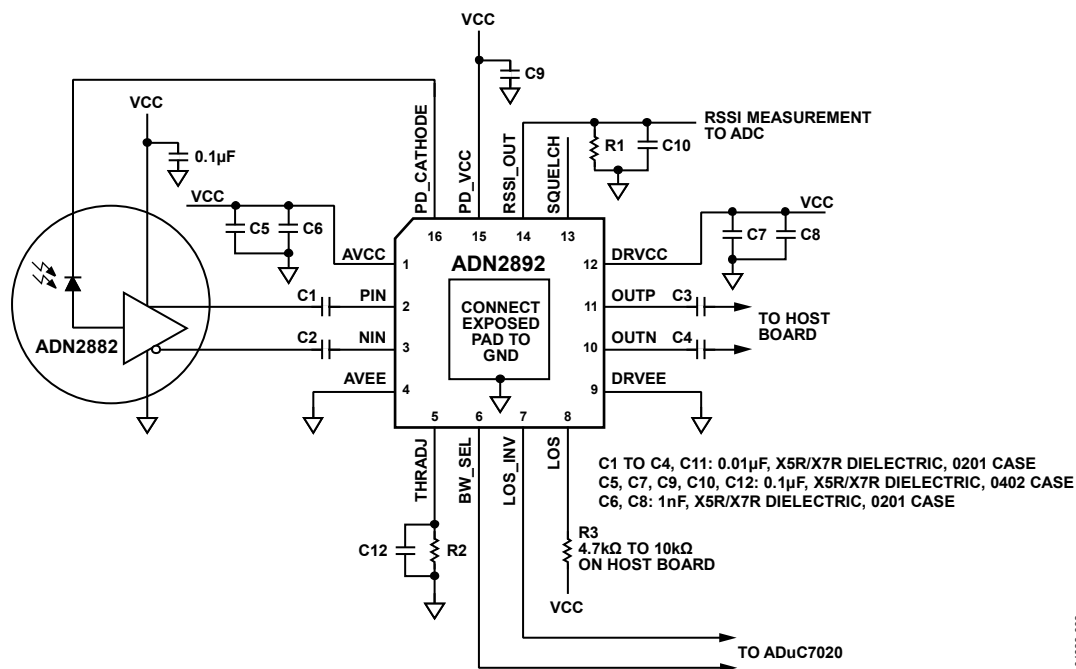 VCC
C9
VCC
0.1µF
PD_CATHODE
PD_VCC
RSSI_OUT
SQUELCH
R1
C10
RSSI MEASUREMENT
TO ADC
VCC
C5
C6
VCC
C7
C8
16
15
14
13
AVCC
1
ADN2892
12
DRVCC
C1
PIN
2
11
OUTP
C3
CONNECT
EXPOSED
PAD TO
GND
TO HOST
BOARD
ADN2882
C2
NIN
3
10
OUTN
C4
AVEE
4
9
DRVEE
5
6
7
8
THRADJ
BW_SEL
LOS_INV
LOS
C1 TO C4, C11: 0.01µF, X5R/X7R DIELECTRIC, 0201 CASE
C5, C7, C9, C10, C12: 0.1µF, X5R/X7R DIELECTRIC, 0402 CASE
C6, C8: 1nF, X5R/X7R DIELECTRIC, 0201 CASE
C12
R2
R3
4.7kΩ TO 10kΩ
ON HOST BOARD
VCC
TO ADuC7020